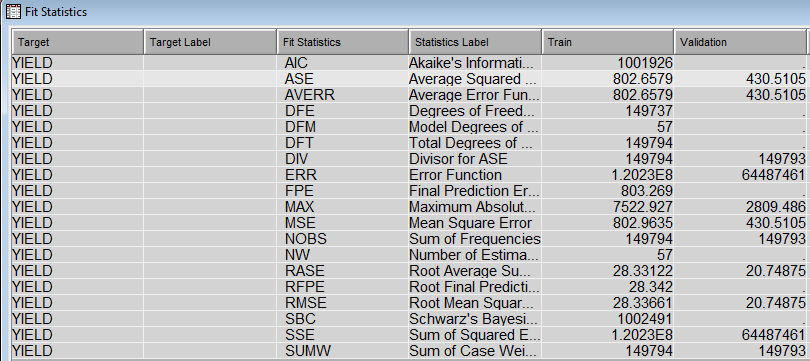 Fit Statistics
Target Target Label Fit Statistics Statistics Label Train Validation
YIELD AIC Akaike's Informati... 1001926 .
YIELD ASE Average Squared ... 802.6579 430.5105
YIELD AVERR Average Error Fun... 802.6579 430.5105
YIELD DFE Degrees of Freed... 149737 .
YIELD DFM Model Degrees of ... 57 .
YIELD DFT Total Degrees of ... 149794 .
YIELD DIV Divisor for ASE 149794 149793
YIELD ERR Error Function 1.2023E8 64487461
YIELD FPE Final Prediction Er... 803.269 .
YIELD MAX Maximum Absolut... 7522.927 2809.486
YIELD MSE Mean Square Error 802.9635 430.5105
YIELD NOBS Sum of Frequencies 149794 149793
YIELD NW Number of Estima... 57 .
YIELD RASE Root Average Su... 28.33122 20.74875
YIELD RFPE Root Final Predicti... 28.342 .
YIELD RMSE Root Mean Squar... 28.33661 20.74875
YIELD SBC Schwarz's Bayesi... 1002491 .
YIELD SSE Sum of Squared E... 1.2023E8 64487461
YIELD SUMW Sum of Case Wei... 149794 149793